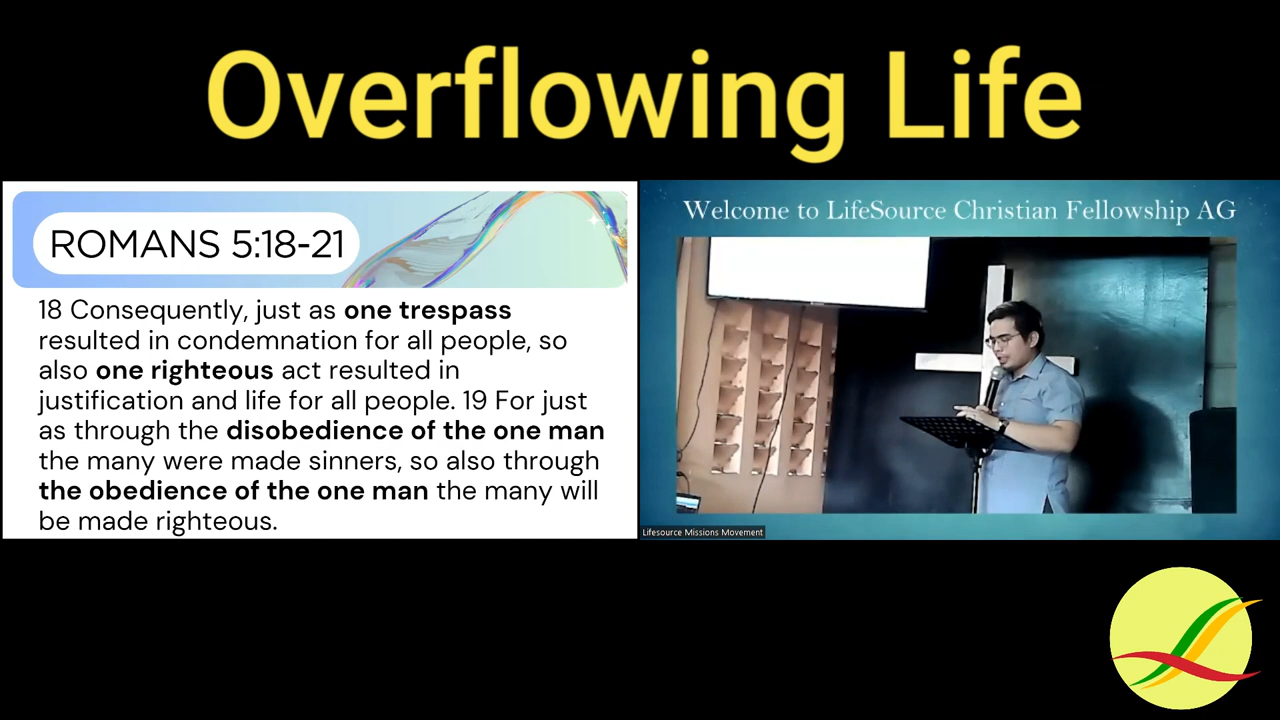 Overflowing Life
ROMANS 5:18-21
18 Consequently, just as one trespass
resulted in condemnation for all people, so
also one righteous act resulted in
justification and life for all people. 19 For just
as through the disobedience of the one man
the many were made sinners, so also through
the obedience of the one man the many will
be made righteous.
Welcome to LifeSource Christian Fellowship AG
Lifesource Missions Movement